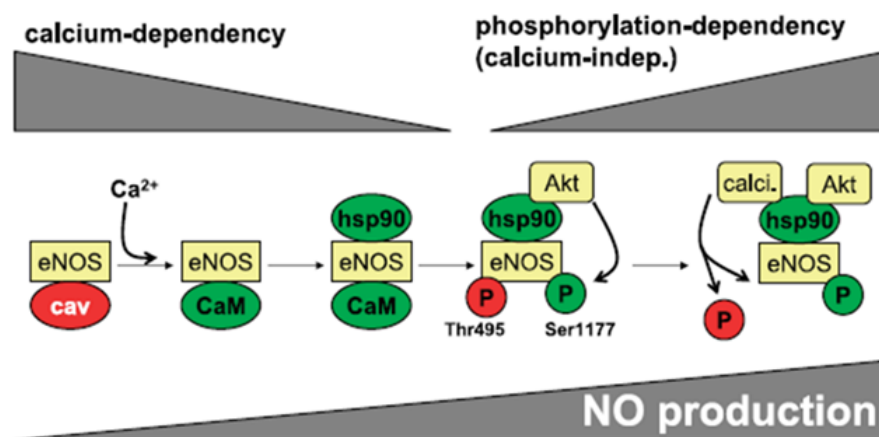 calcium-dependency
phosphorylation-dependency
(calcium-indep.)
Ca²⁺
eNOS
cav
eNOS
CaM
hsp90
eNOS
CaM
Akt
hsp90
eNOS
P
P
Thr495
Ser1177
calci.
Akt
hsp90
eNOS
P
P
NO production